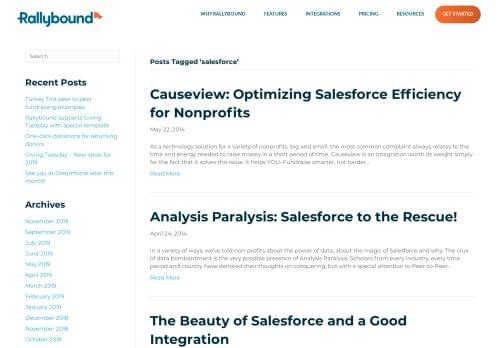 Rallybound
WHY RALLYBOUND
FEATURES
INTEGRATIONS
PRICING
RESOURCES
GET STARTED
Search
Recent Posts
Turkey Trot peer to peer
fundraising examples
Rallybound supports Giving
Tuesday with special template
One-click donations for returning
donors
Giving Tuesday – New ideas for
2019
See you at Dreamforce later this
month!
Archives
November 2019
September 2019
July 2019
June 2019
May 2019
April 2019
March 2019
February 2019
January 2019
December 2018
November 2018
October 2018
Posts Tagged ‘salesforce’
Causeview: Optimizing Salesforce Efficiency
for Nonprofits
May 22, 2014
As a technology solution for a variety of nonprofits, big and small, the most common complaint always relates to the
time and energy needed to raise money in a short period of time. Causeview is an integration worth its weight simply
for the fact that it solves this issue. It helps YOU–Fundraise smarter, not harder,…
Read More
Analysis Paralysis: Salesforce to the Rescue!
April 24, 2014
In a variety of ways, we’ve told non-profits about the power of data, about the magic of Salesforce and why. The crux
of data bombardment is the very possible presence of Analysis Paralysis. Scholars from every industry, every time
period and country have denoted their thoughts on conquering, but with a special attention to Peer-to-Peer…
Read More
The Beauty of Salesforce and a Good
Integration